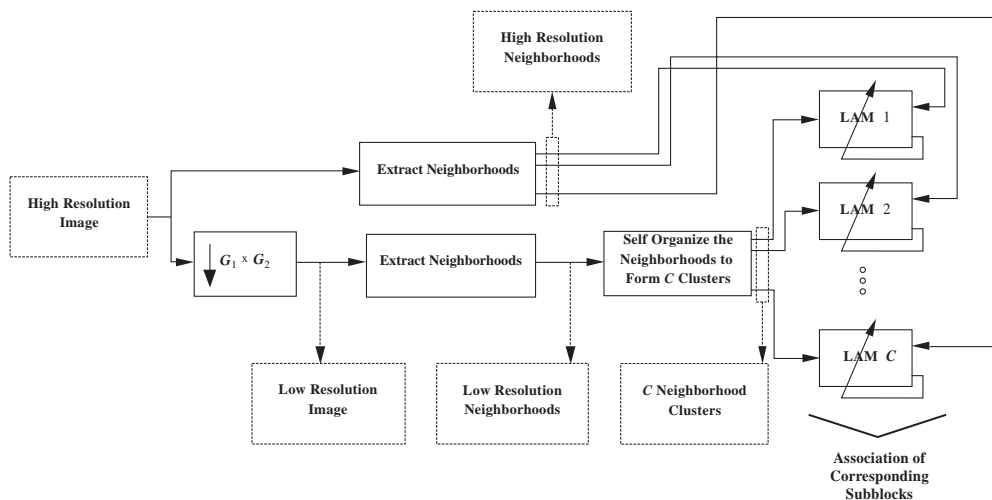 High Resolution
Neighborhoods
LAM 1
Extract Neighborhoods
High Resolution
Image
LAM 2
G₁ x G₂
Extract Neighborhoods
Self Organize the
Neighborhoods to
Form C Clusters
LAM C
Low Resolution
Image
Low Resolution
Neighborhoods
C Neighborhood
Clusters
Association of
Corresponding
Subblocks